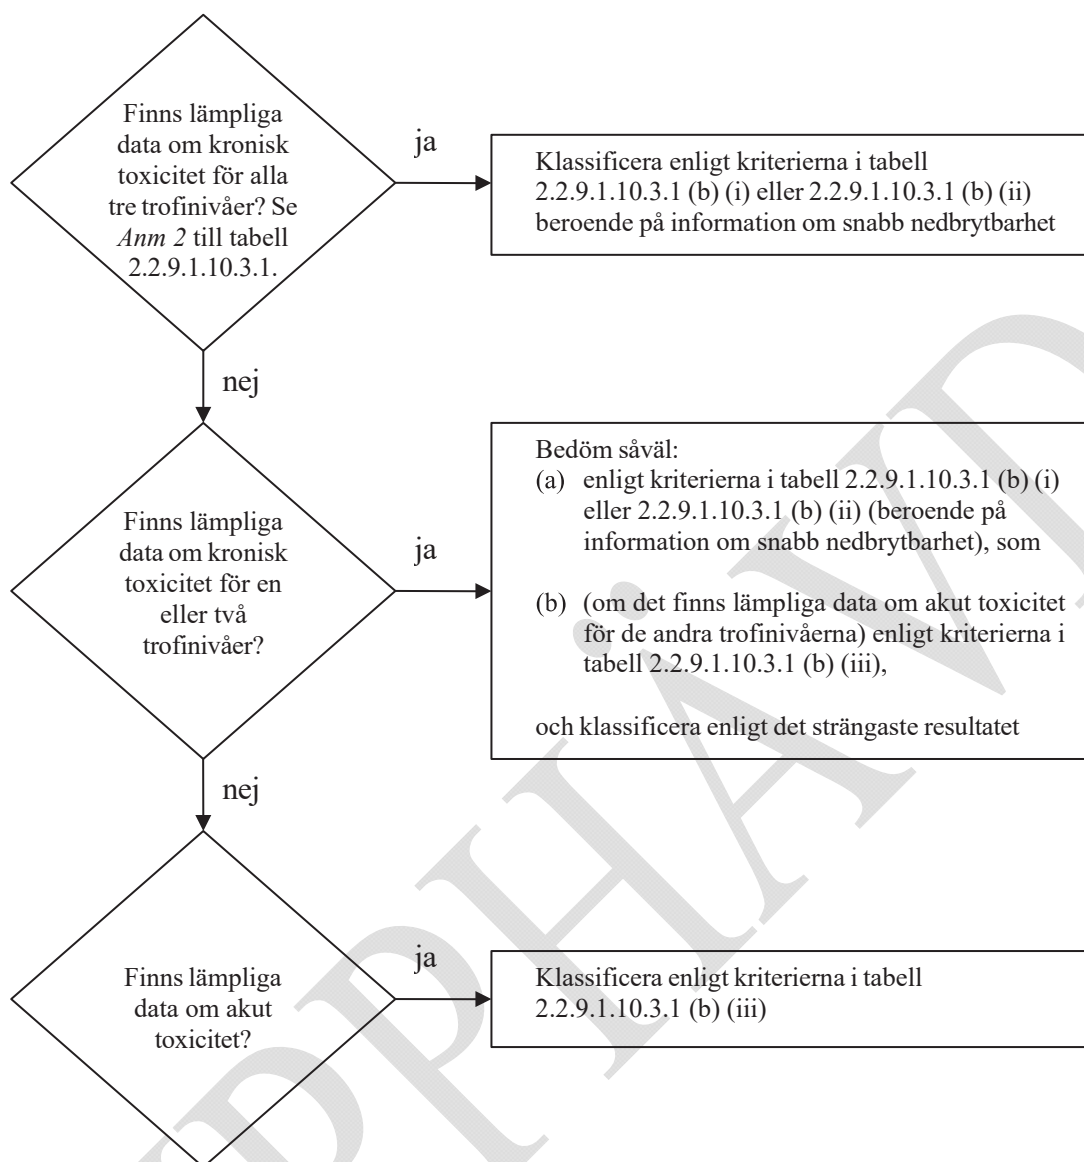 Finns lämpliga
data om kronisk
toxicitet för alla
tre trofinivåer? Se
Anm 2 till tabell
2.2.9.1.10.3.1.
ja
Klassificera enligt kriterierna i tabell
2.2.9.1.10.3.1 (b) (i) eller 2.2.9.1.10.3.1 (b) (ii)
beroende på information om snabb nedbrytbarhet
nej
Finns lämpliga
data om kronisk
toxicitet för en
eller två
trofinivåer?
ja
Bedöm såväl:
(a) enligt kriterierna i tabell 2.2.9.1.10.3.1 (b) (i)
eller 2.2.9.1.10.3.1 (b) (ii) (beroende på
information om snabb nedbrytbarhet), som
(b) (om det finns lämpliga data om akut toxicitet
för de andra trofinivåerna) enligt kriterierna i
tabell 2.2.9.1.10.3.1 (b) (iii),
och klassificera enligt det strängaste resultatet
nej
Finns lämpliga
data om akut
toxicitet?
ja
Klassificera enligt kriterierna i tabell
2.2.9.1.10.3.1 (b) (iii)